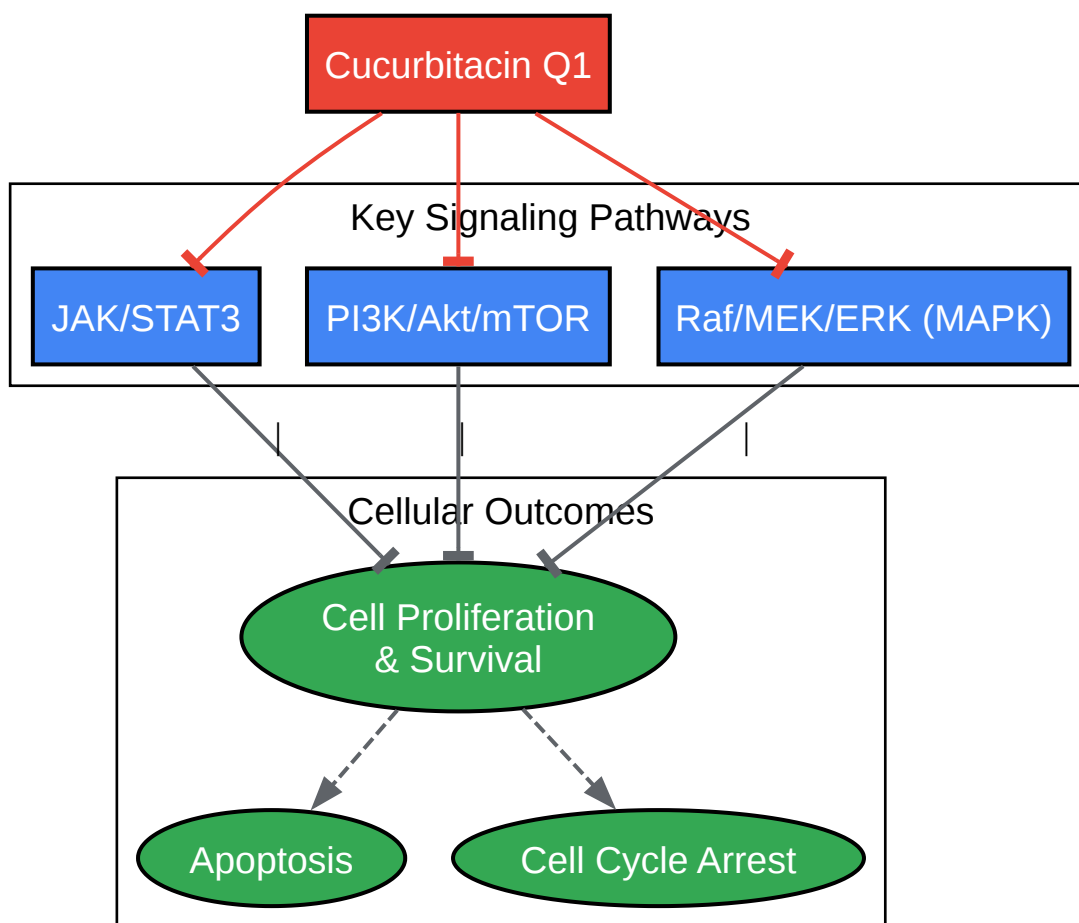 Cucurbitacin Q1
Key Signaling Pathways
JAK/STAT3
PI3K/Akt/mTOR
Raf/MEK/ERK (MAPK)
|
|
|
Cellular Outcomes
Cell Proliferation
& Survival
Apoptosis
Cell Cycle Arrest